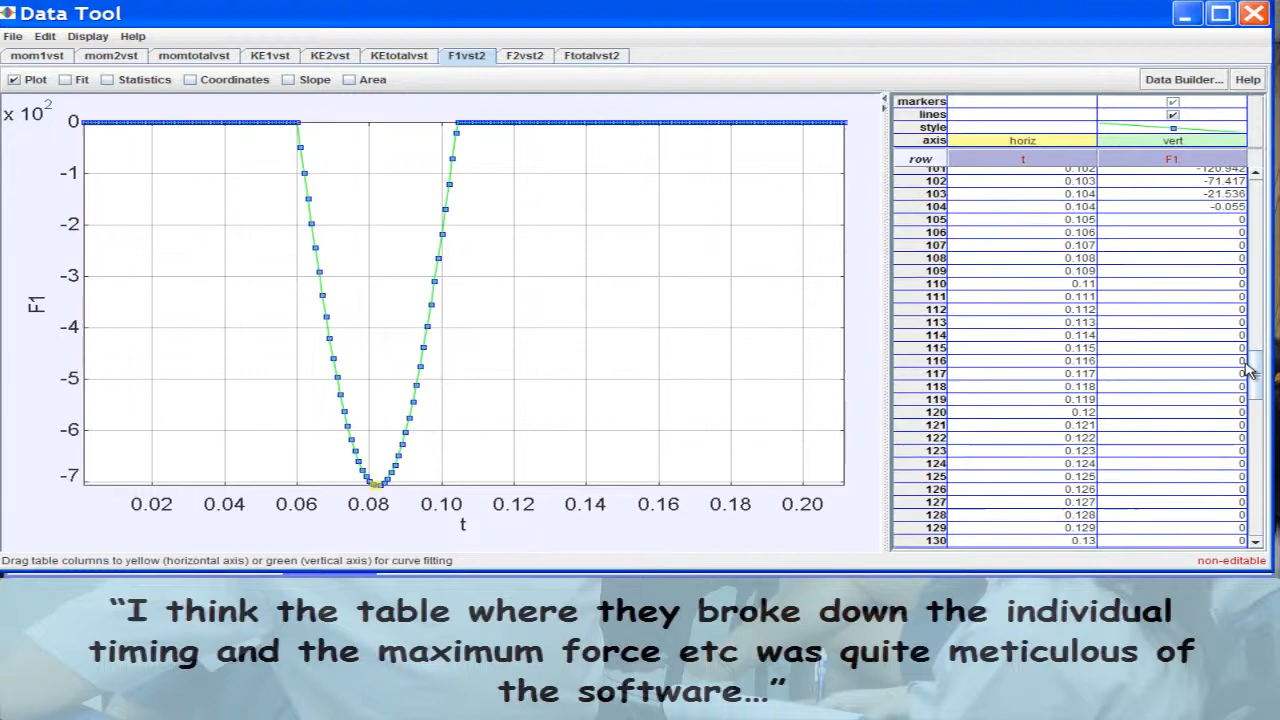 Data Tool
File Edit Display Help
mom1vst mom2vst momtotalvst KE1vst KE2vst KEtotalvst F1vst2 F2vst2 Ftotalvst2
Plot Fit Statistics Coordinates Slope Area Data Builder... Help
x 10^2
0
-1
-2
-3
-4
-5
-6
-7
F1
0.02 0.04 0.06 0.08 0.10 0.12 0.14 0.16 0.18 0.20
t
markers
lines
style
axis horiz vert
row t F1
101 0.102 -120.942
102 0.103 -71.417
103 0.104 -21.536
104 0.104 -0.055
105 0.105 0
106 0.106 0
107 0.107 0
108 0.108 0
109 0.109 0
110 0.11 0
111 0.111 0
112 0.112 0
113 0.113 0
114 0.114 0
115 0.115 0
116 0.116 0
117 0.117 0
118 0.118 0
119 0.119 0
120 0.12 0
121 0.121 0
122 0.122 0
123 0.123 0
124 0.124 0
125 0.125 0
126 0.126 0
127 0.127 0
128 0.128 0
129 0.129 0
130 0.13 0
Drag table columns to yellow (horizontal axis) or green (vertical axis) for curve fitting non-editable
“I think the table where they broke down the individual
timing and the maximum force etc was quite meticulous of
the software...”